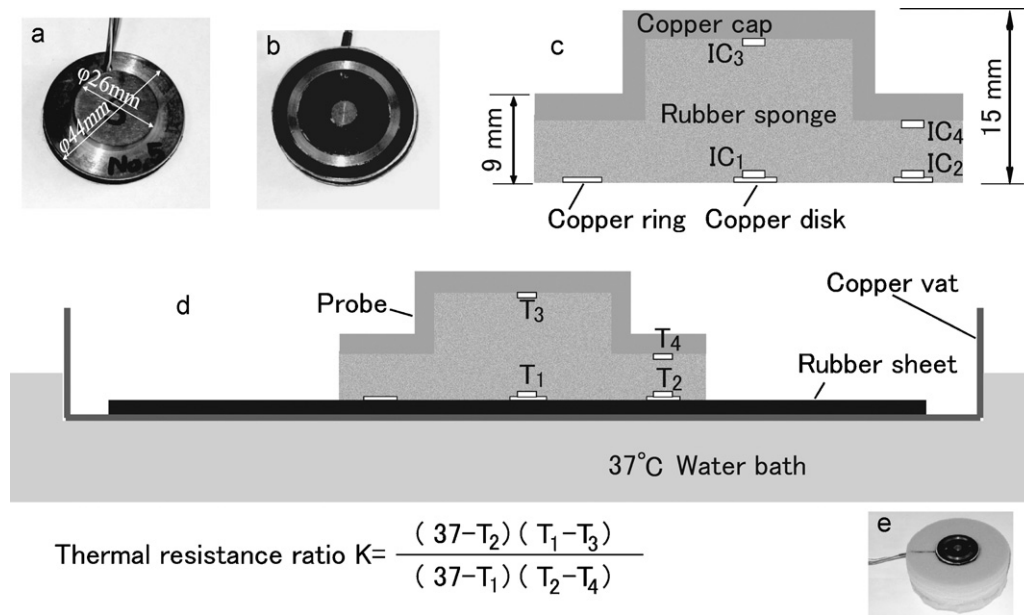 a
φ26mm
φ44mm
No.5
b
c
Copper cap
IC3
Rubber sponge
IC4
IC1
IC2
9 mm
15 mm
Copper ring
Copper disk
d
Probe
T3
T4
T1
T2
Copper vat
Rubber sheet
37℃ Water bath
Thermal resistance ratio K= (37-T2)(T1-T3)
(37-T1)(T2-T4)
e